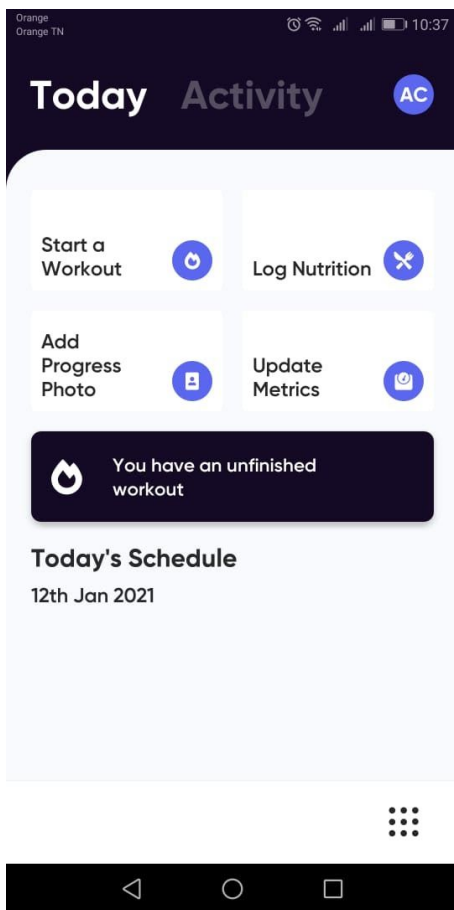 Orange
Orange TN
10:37
Today Activity AC
Start a
Workout
Log Nutrition
Add
Progress
Photo
Update
Metrics
You have an unfinished
workout
Today's Schedule
12th Jan 2021